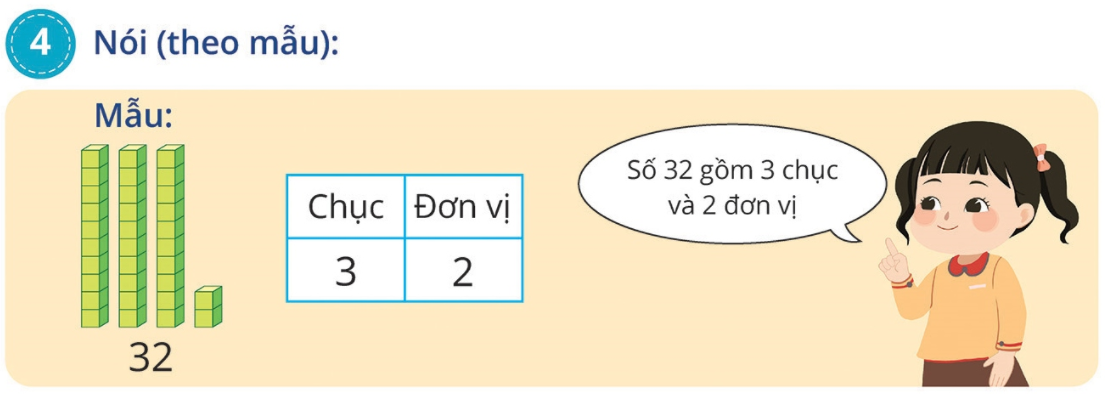 4 Nói (theo mẫu):
Mẫu:
32
Chục Đơn vị
3 2
Số 32 gồm 3 chục
và 2 đơn vị